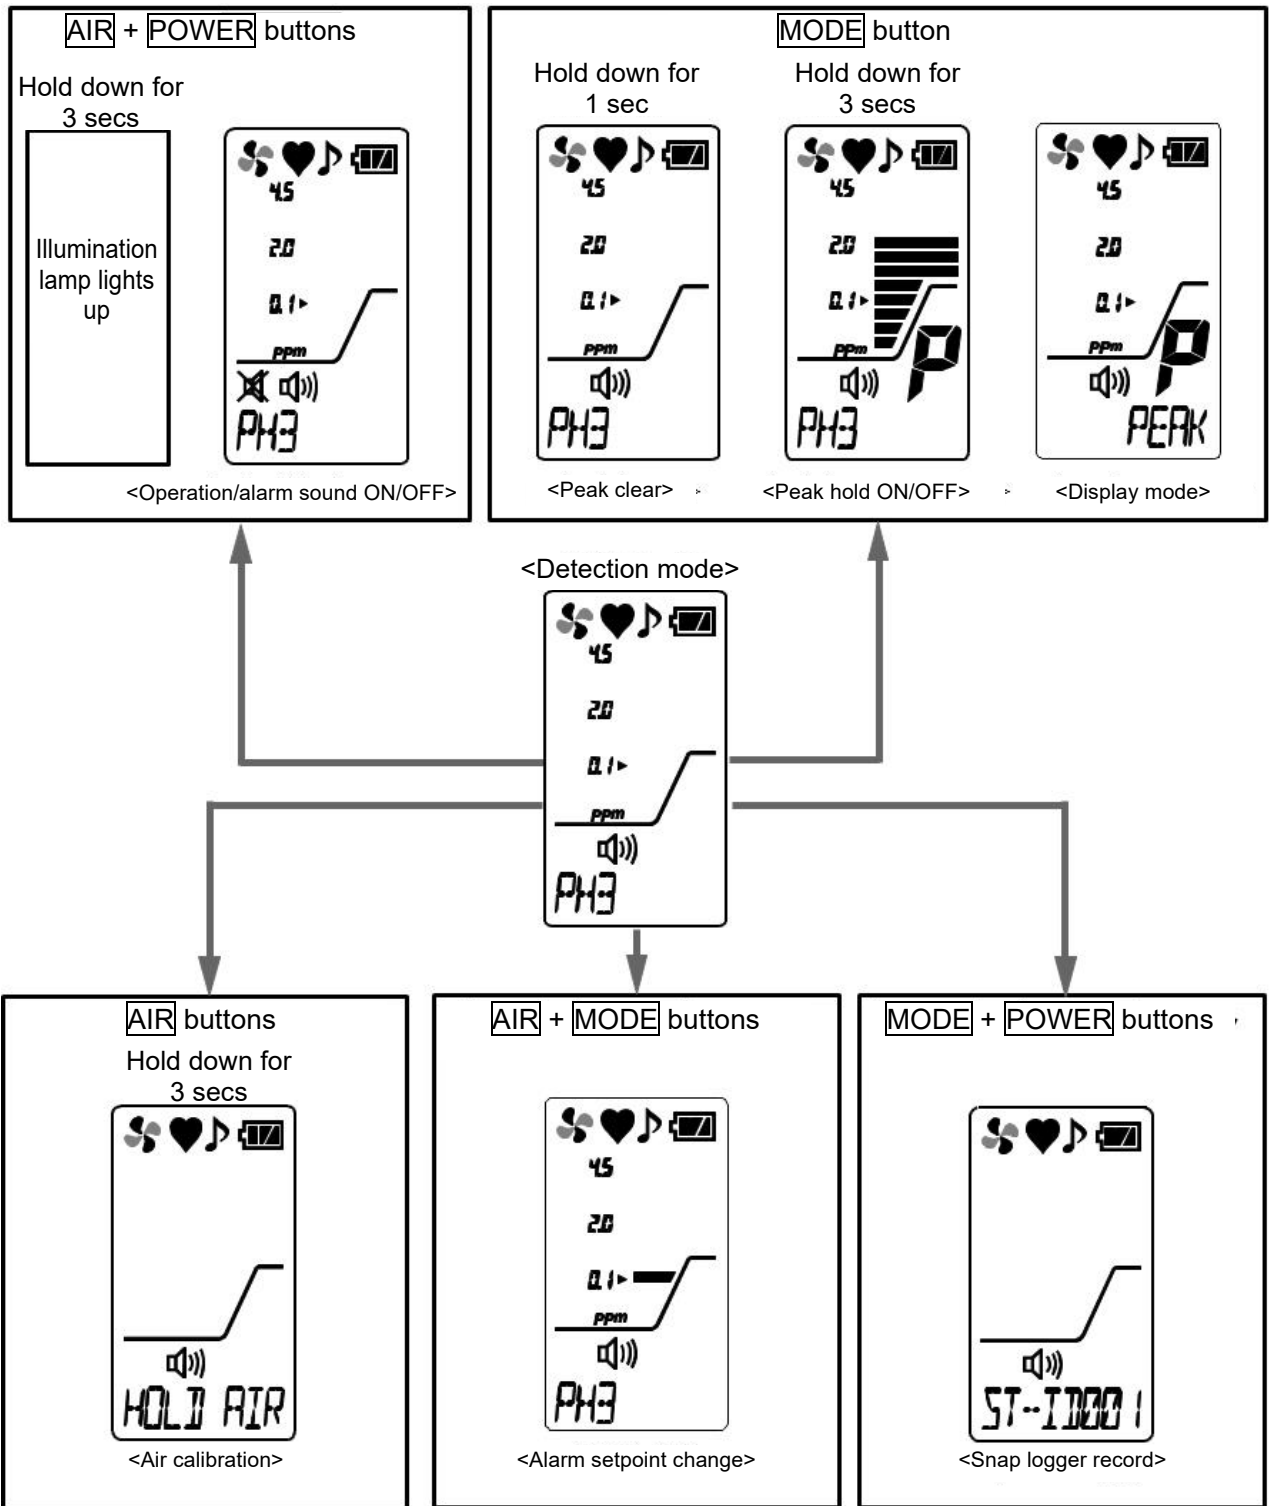 AIR + POWER buttons
Hold down for
3 secs
Illumination
lamp lights
up
4.5
2.0
0.1
ppm
PH3
<Operation/alarm sound ON/OFF>
MODE button
Hold down for
1 sec
4.5
2.0
0.1
ppm
PH3
<Peak clear>
Hold down for
3 secs
4.5
2.0
0.1
ppm
P
PH3
<Peak hold ON/OFF>
4.5
2.0
0.1
ppm
P
PEAK
<Display mode>
<Detection mode>
4.5
2.0
0.1
ppm
PH3
AIR buttons
Hold down for
3 secs
HOLD AIR
<Air calibration>
AIR + MODE buttons
4.5
2.0
0.1
ppm
PH3
<Alarm setpoint change>
MODE + POWER buttons
ST--ID001
<Snap logger record>